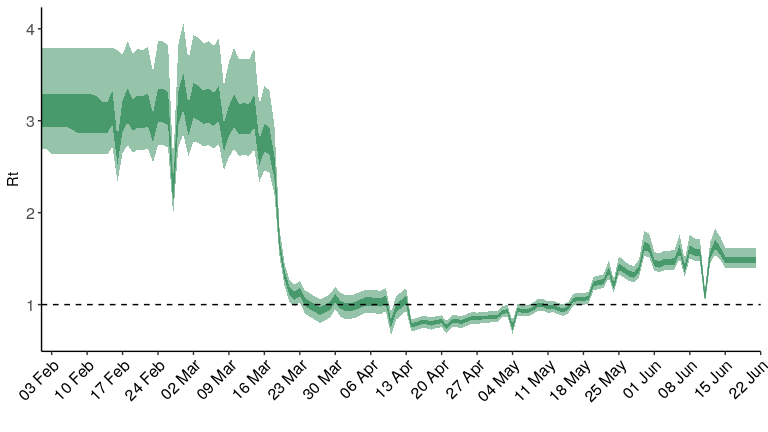 4
3
2
1
Rt
03 Feb
10 Feb
17 Feb
24 Feb
02 Mar
09 Mar
16 Mar
23 Mar
30 Mar
06 Apr
13 Apr
20 Apr
27 Apr
04 May
11 May
18 May
25 May
01 Jun
08 Jun
15 Jun
22 Jun